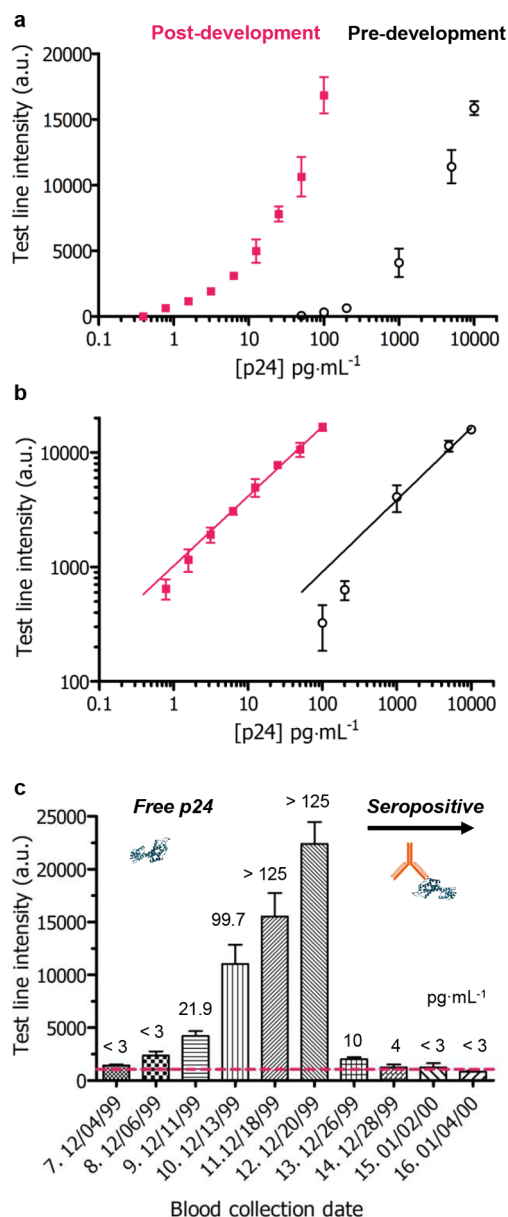 a
Post-development Pre-development
Test line intensity (a.u.)
20000
15000
10000
5000
0
0.1 1 10 100 1000 10000
[p24] pg·mL⁻¹
b
Test line intensity (a.u.)
10000
1000
100
0.1 1 10 100 1000 10000
[p24] pg·mL⁻¹
c
Test line intensity (a.u.)
25000
20000
15000
10000
5000
0
Free p24
Seropositive
< 3
< 3
21.9
99.7
> 125
> 125
10
4
< 3
< 3
pg·mL⁻¹
7. 12/04/99
8. 12/06/99
9. 12/11/99
10. 12/13/99
11.12/18/99
12. 12/20/99
13. 12/26/99
14. 12/28/99
15. 01/02/00
16. 01/04/00
Blood collection date